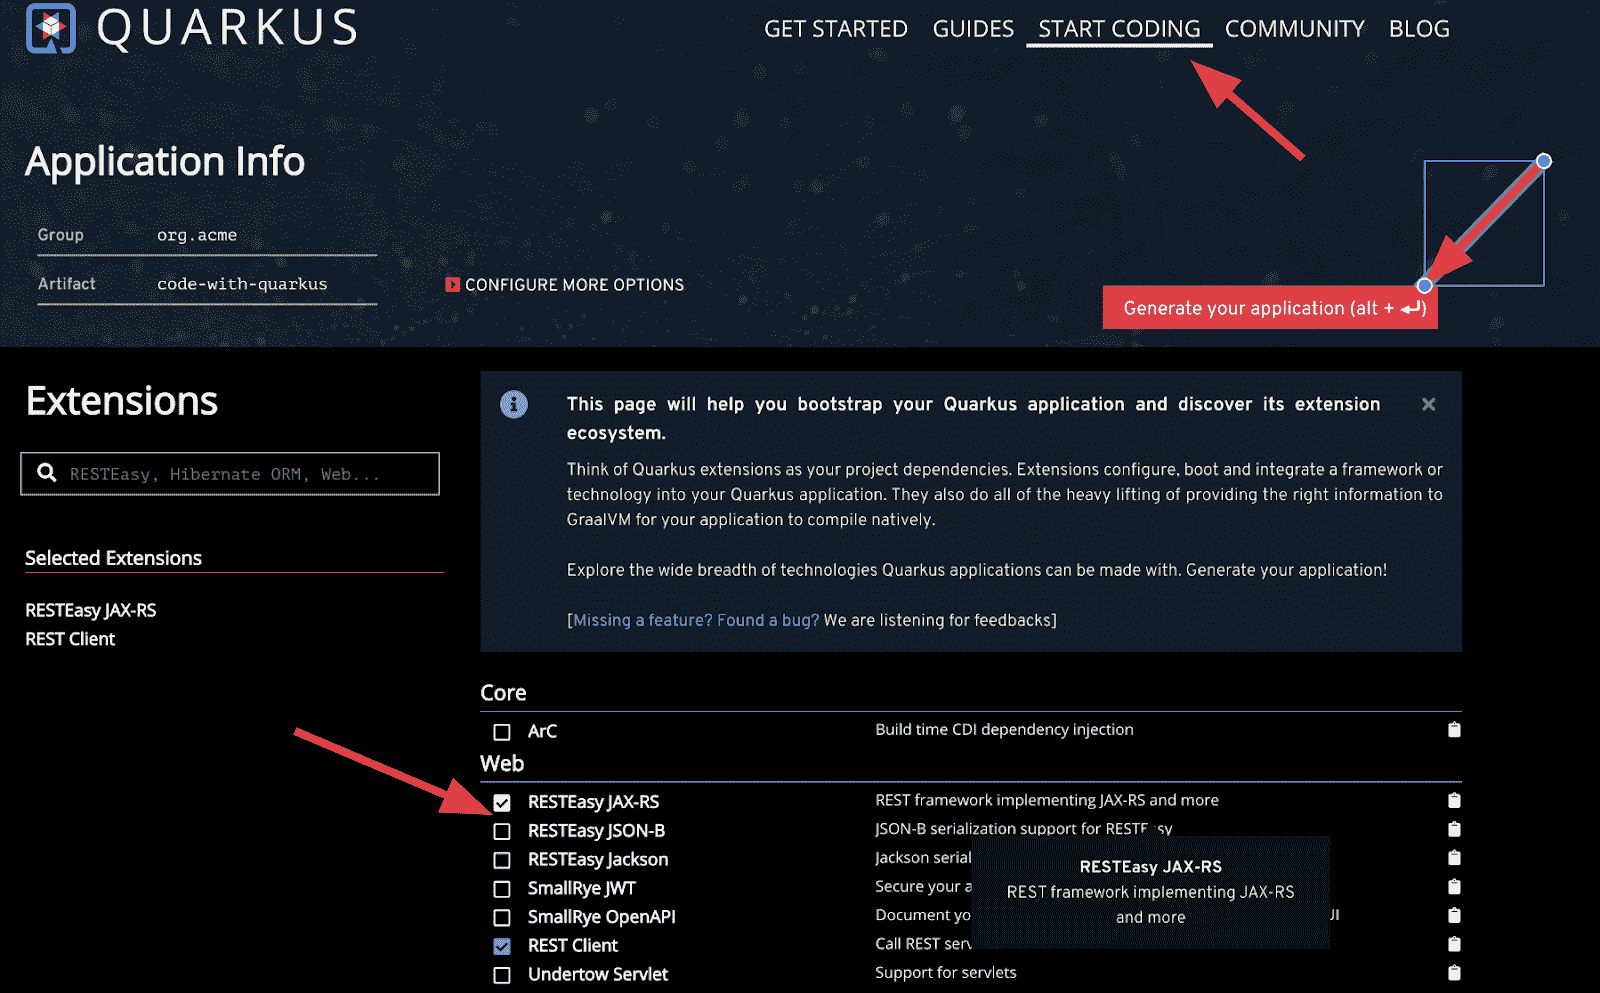 QUARKUS
GET STARTED GUIDES START CODING COMMUNITY BLOG
Application Info
Group org.acme
Artifact code-with-quarkus
CONFIGURE MORE OPTIONS
Generate your application (alt + ↵)
Extensions
RESTEasy, Hibernate ORM, Web...
Selected Extensions
RESTEasy JAX-RS
REST Client
This page will help you bootstrap your Quarkus application and discover its extension
ecosystem.
Think of Quarkus extensions as your project dependencies. Extensions configure, boot and integrate a framework or
technology into your Quarkus application. They also do all of the heavy lifting of providing the right information to
GraalVM for your application to compile natively.
Explore the wide breadth of technologies Quarkus applications can be made with. Generate your application!
[Missing a feature? Found a bug? We are listening for feedbacks]
Core
ArC Build time CDI dependency injection
Web
RESTEasy JAX-RS REST framework implementing JAX-RS and more
RESTEasy JSON-B JSON-B serialization support for RESTEasy
RESTEasy Jackson Jackson serial
SmallRye JWT Secure your a
SmallRye OpenAPI Document yo UI
REST Client Call REST serv
Undertow Servlet Support for servlets
RESTEasy JAX-RS
REST framework implementing JAX-RS
and more